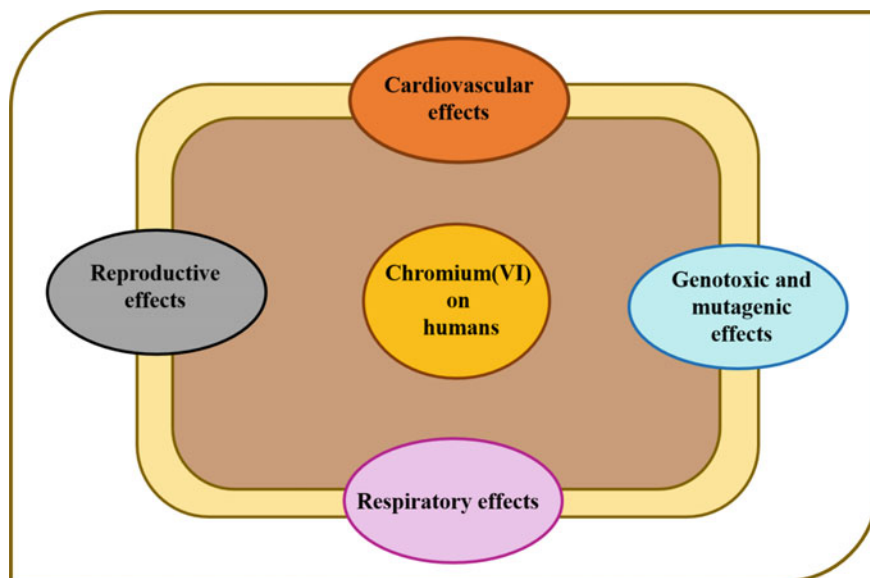 Cardiovascular
effects
Reproductive
effects
Chromium(VI)
on
humans
Genotoxic and
mutagenic
effects
Respiratory effects